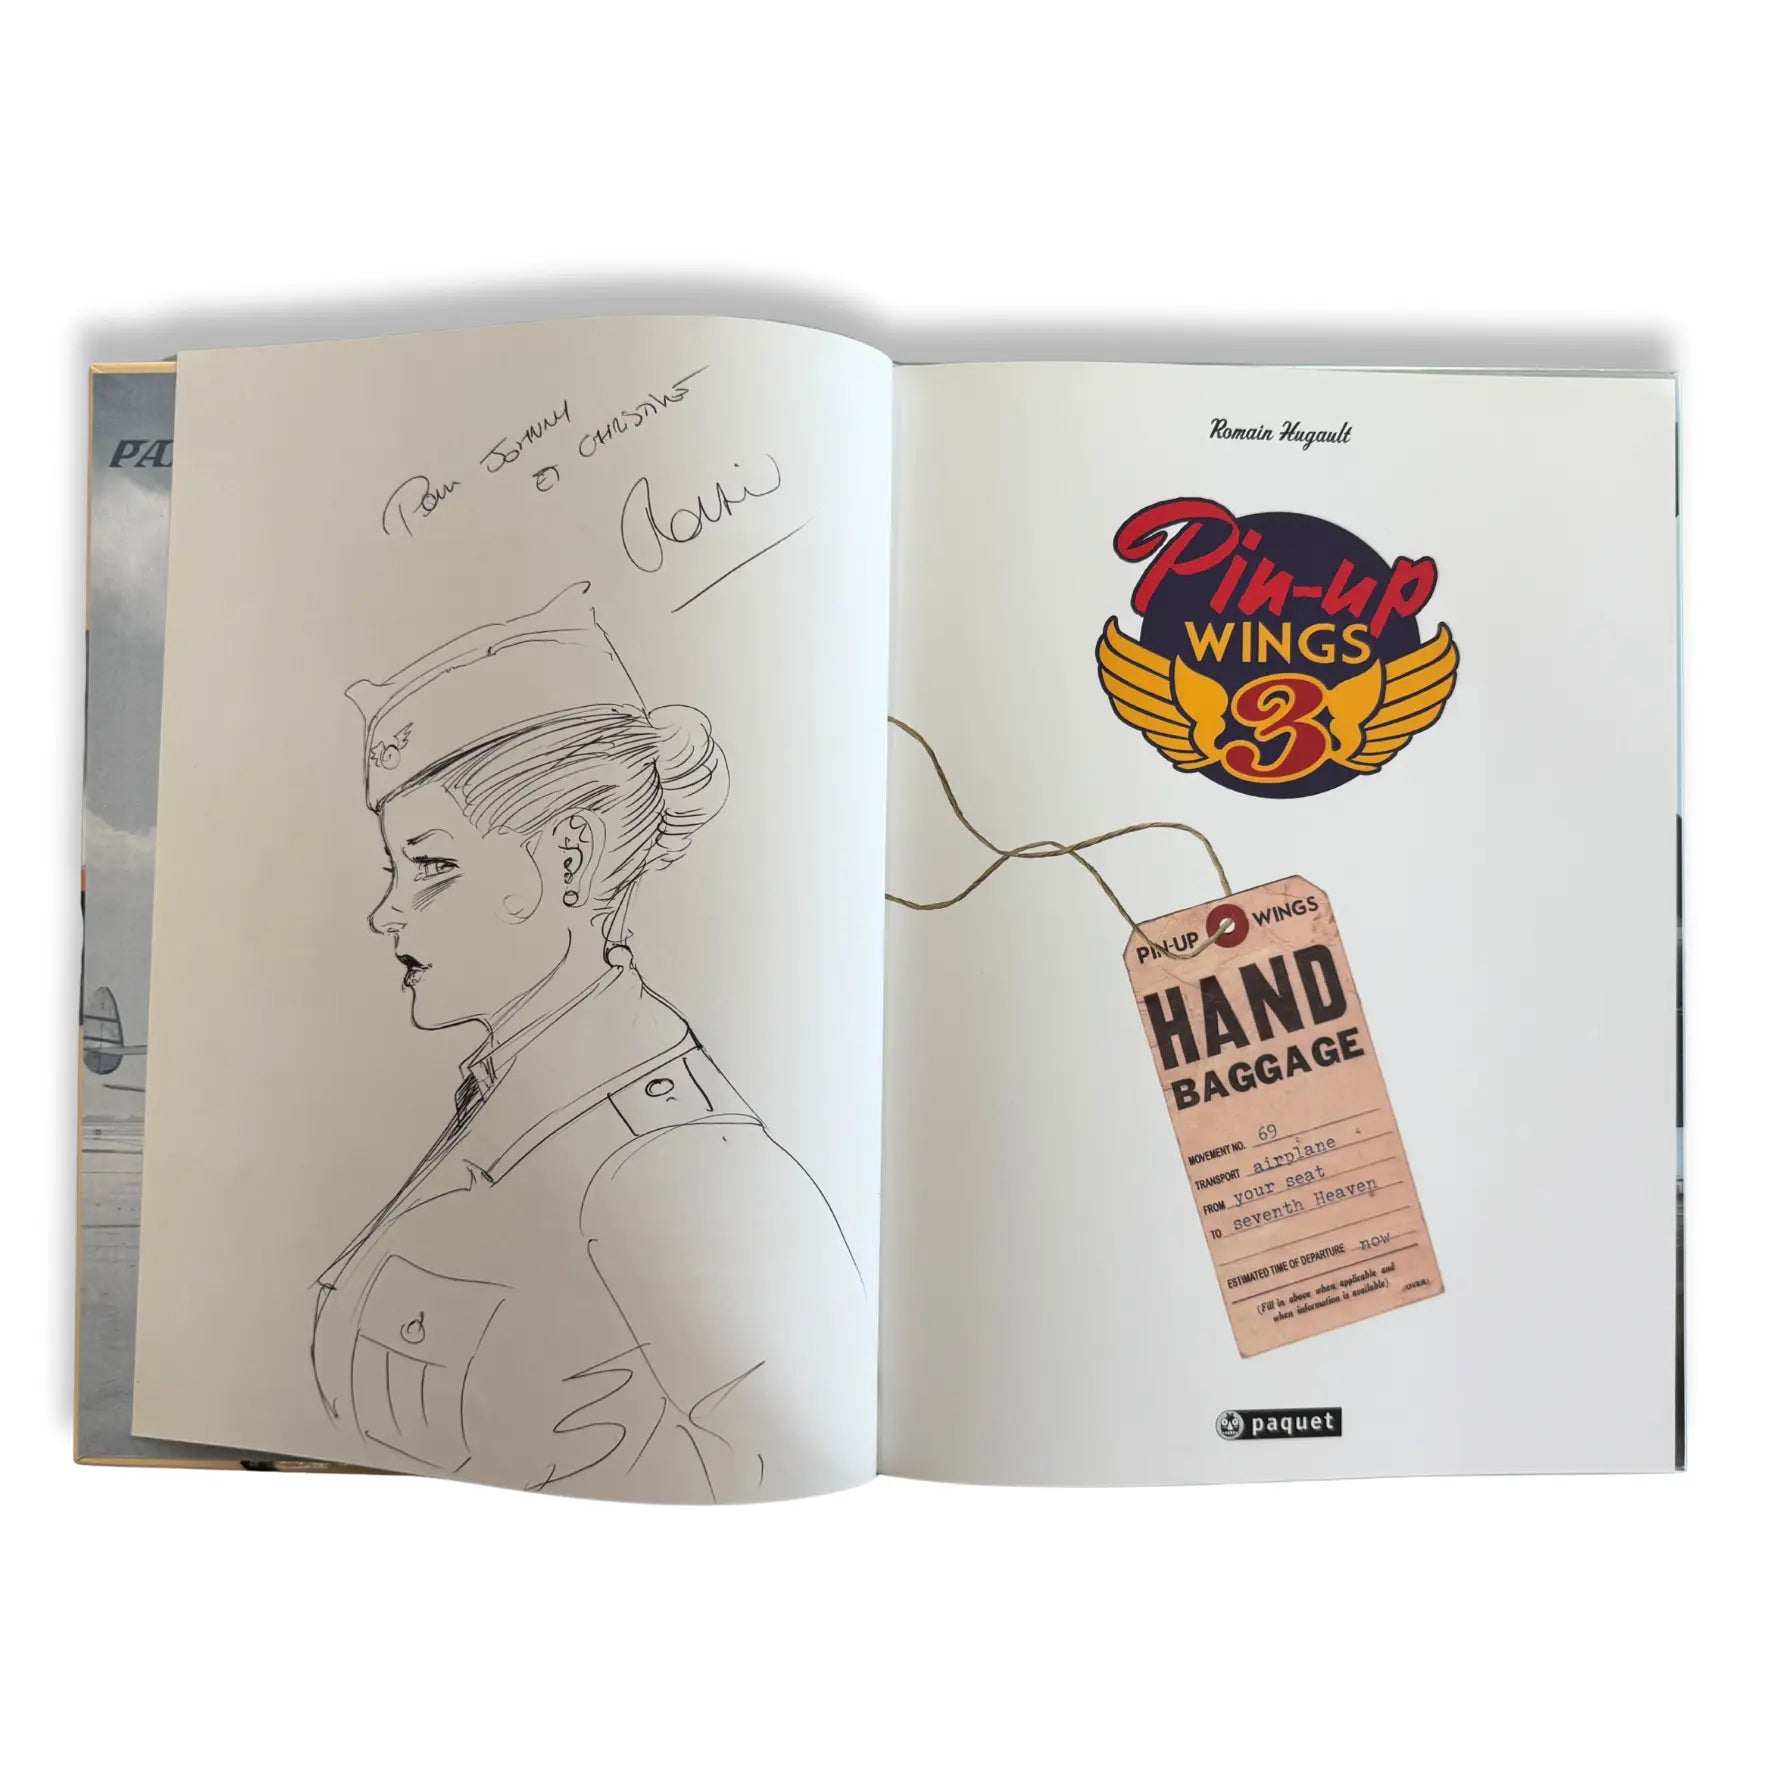 PA
Pour JOHNNY
ET CHRISTINE
Romain
Romain Hugault
Pin-up
WINGS
3
PIN-UP WINGS
HAND
BAGGAGE
MOVEMENT NO. 69
TRANSPORT airplane
FROM your seat
TO seventh Heaven
ESTIMATED TIME OF DEPARTURE now
(Fill in above when applicable and
when information is available) (OVER)
paquet